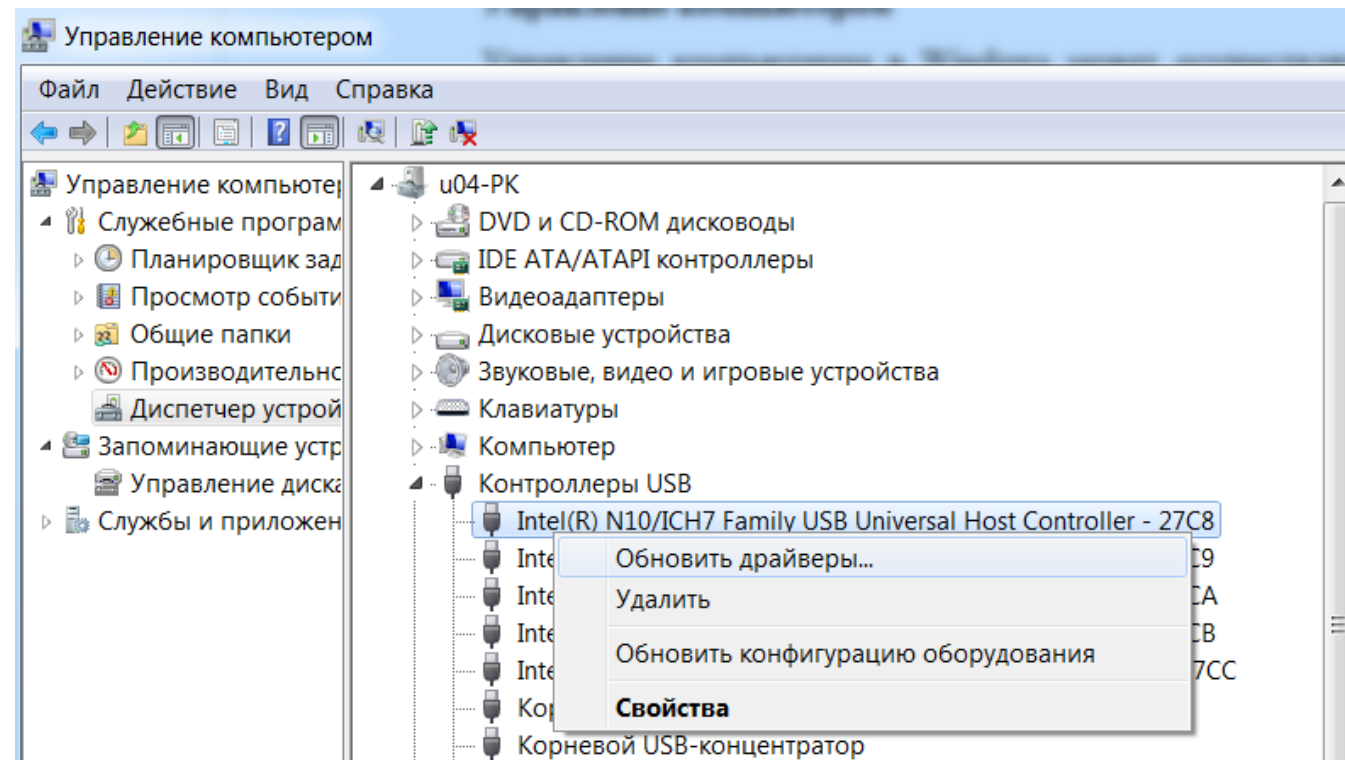 Управление компьютером
Файл Действие Вид Справка
Управление компьютер
Служебные програм
Планировщик зад
Просмотр событи
Общие папки
Производительнс
Диспетчер устрой
Запоминающие устр
Управление диска
Службы и приложен
u04-PK
DVD и CD-ROM дисководы
IDE ATA/ATAPI контроллеры
Видеоадаптеры
Дисковые устройства
Звуковые, видео и игровые устройства
Клавиатуры
Компьютер
Контроллеры USB
Intel(R) N10/ICH7 Family USB Universal Host Controller - 27C8
Inte C9
Inte CA
Inte CB
Inte 7CC
Кор
Корневой USB-концентратор
Обновить драйверы...
Удалить
Обновить конфигурацию оборудования
Свойства